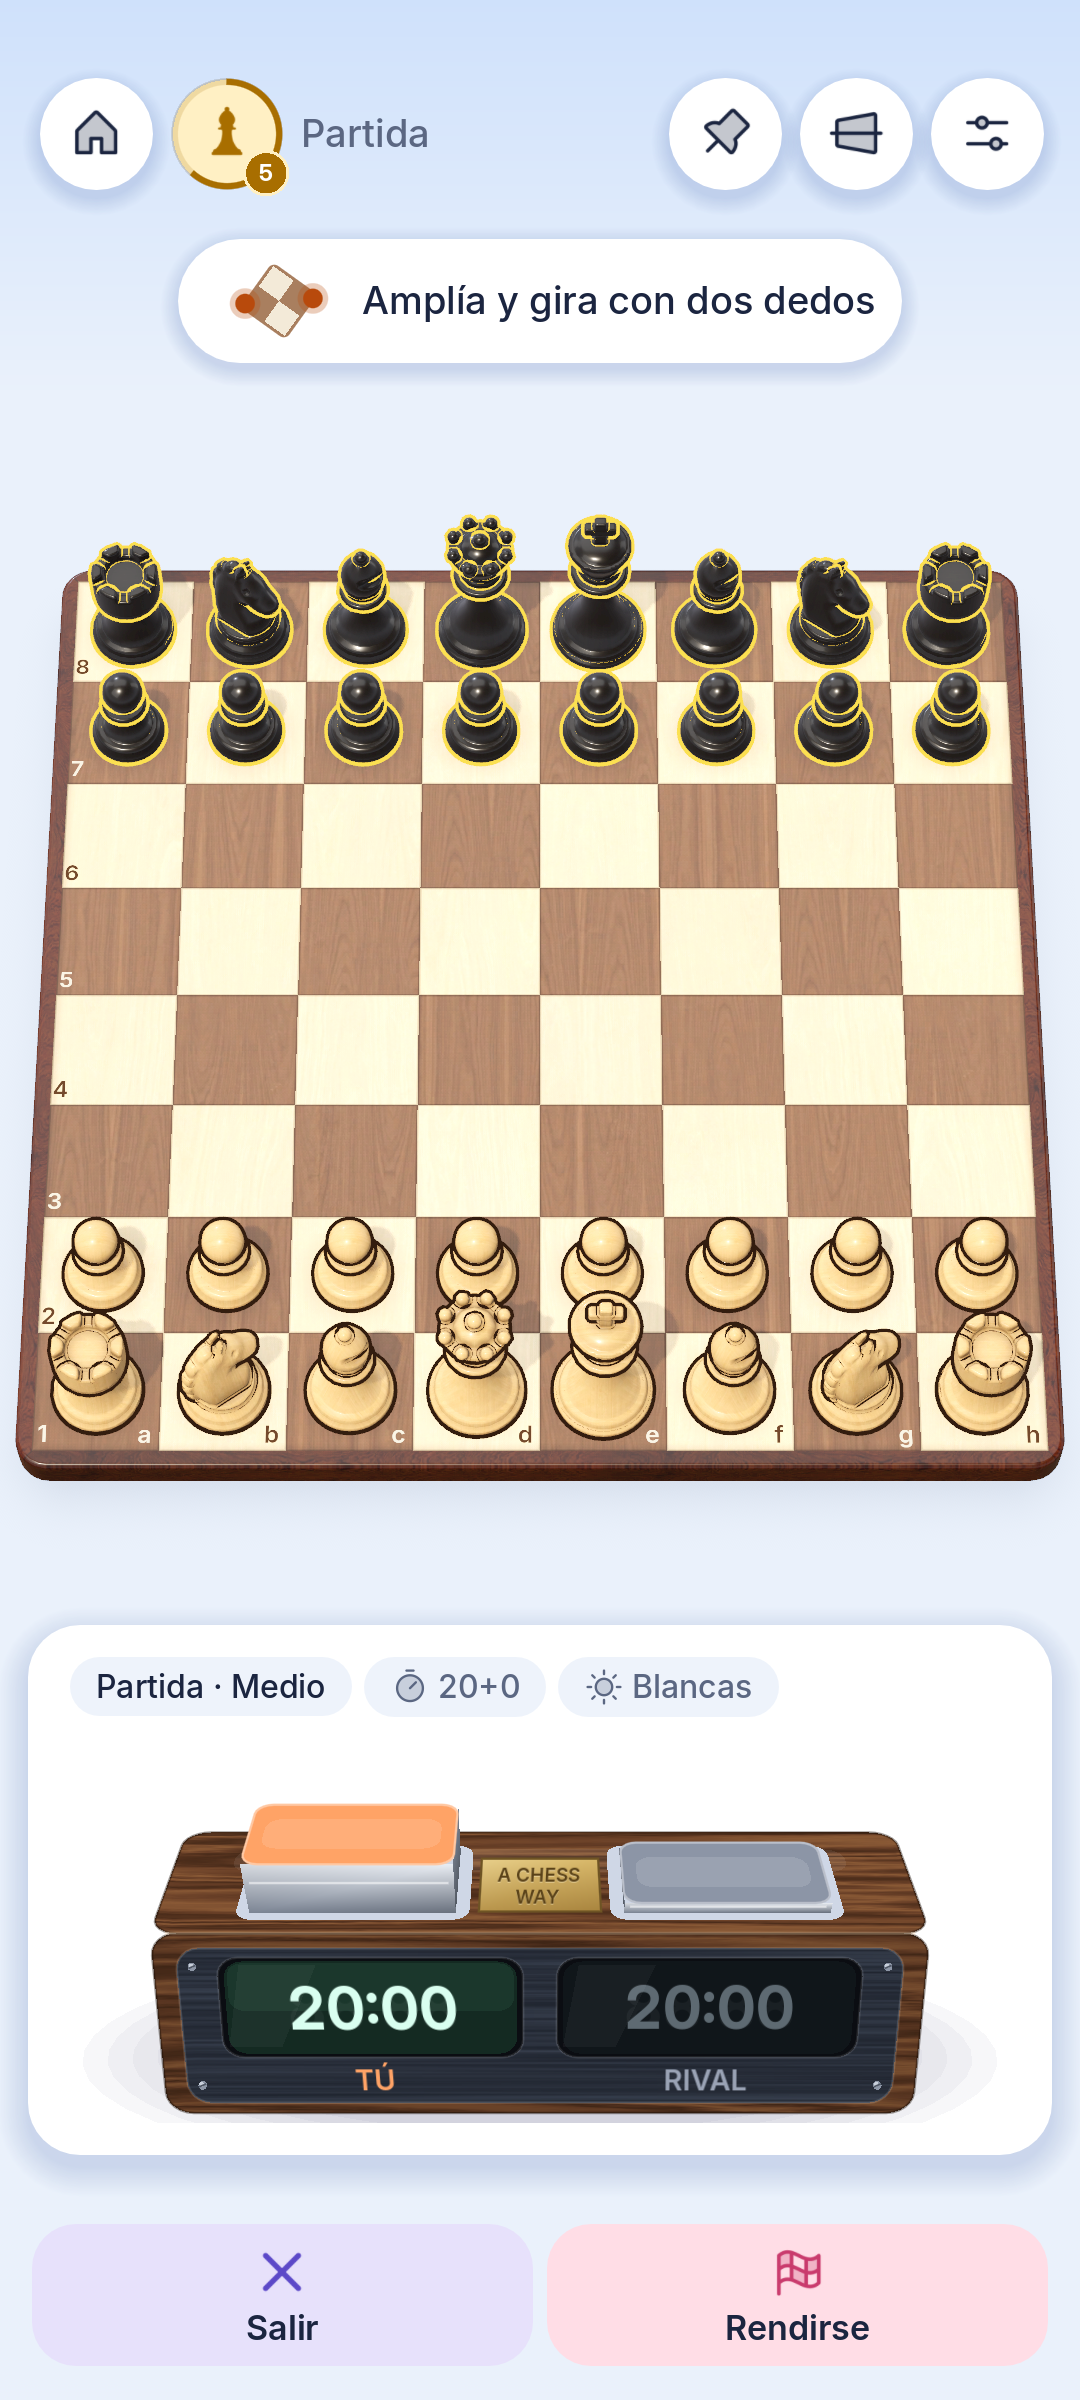 5
Partida
Amplía y gira con dos dedos
8
7
6
5
4
3
2
1 a b c d e f g h
Partida · Medio
20+0
Blancas
A CHESS
WAY
20:00
20:00
TÚ
RIVAL
Salir
Rendirse